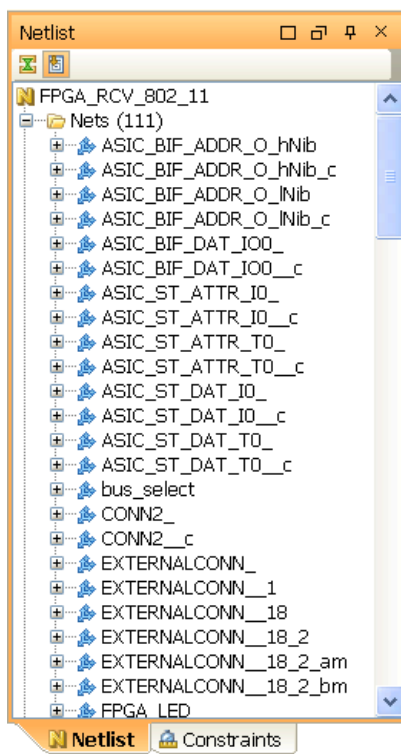 Netlist
FPGA_RCV_802_11
Nets (111)
ASIC_BIF_ADDR_O_hNib
ASIC_BIF_ADDR_O_hNib_c
ASIC_BIF_ADDR_O_lNib
ASIC_BIF_ADDR_O_lNib_c
ASIC_BIF_DAT_IO0_
ASIC_BIF_DAT_IO0__c
ASIC_ST_ATTR_I0_
ASIC_ST_ATTR_I0__c
ASIC_ST_ATTR_T0_
ASIC_ST_ATTR_T0__c
ASIC_ST_DAT_I0_
ASIC_ST_DAT_I0__c
ASIC_ST_DAT_T0_
ASIC_ST_DAT_T0__c
bus_select
CONN2_
CONN2__c
EXTERNALCONN_
EXTERNALCONN__1
EXTERNALCONN__18
EXTERNALCONN__18_2
EXTERNALCONN__18_2_am
EXTERNALCONN__18_2_bm
FPGA_LED
Netlist Constraints